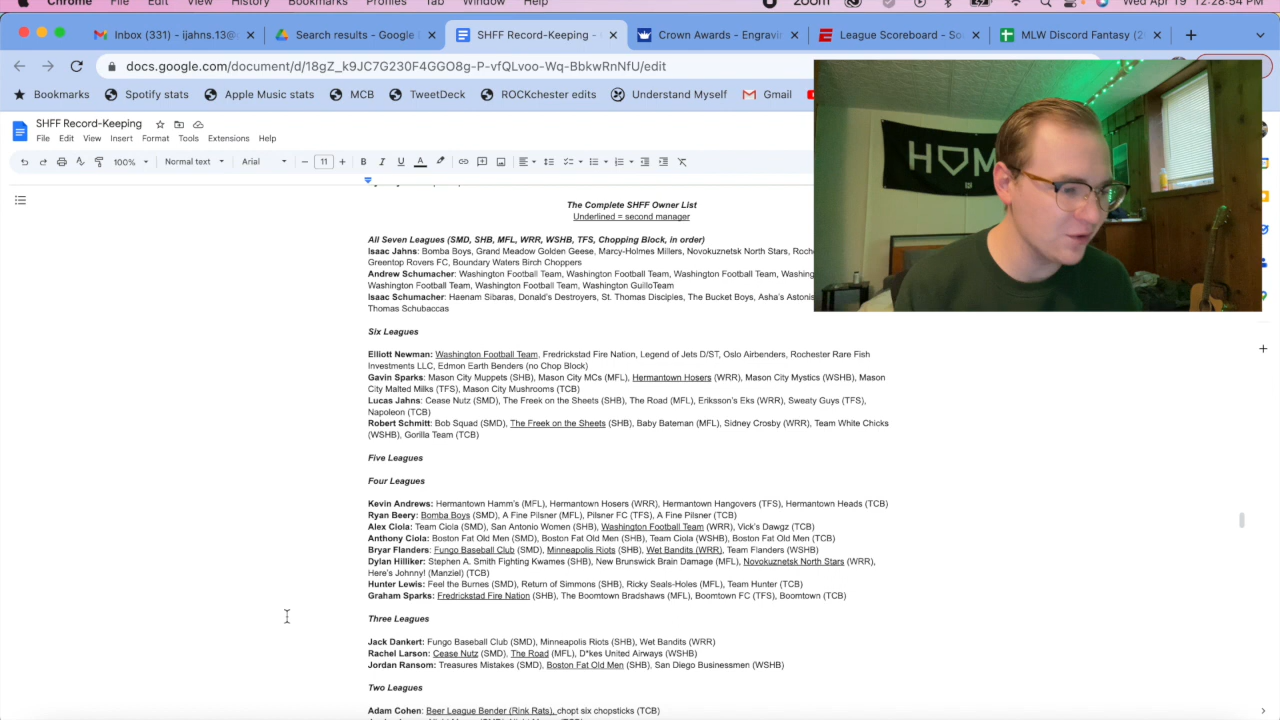 Chrome File Edit View History Bookmarks Profiles Tab Window Help zoom Wed Apr 19 12:28:54 PM
Inbox (331) - ijahns.13@ Search results - Google D SHFF Record-Keeping - Crown Awards - Engravin League Scoreboard - So MLW Discord Fantasy (2
docs.google.com/document/d/18gZ_k9JC7G230F4GGO8g-P-vfQLvoo-Wq-BbkwRnNfU/edit
Bookmarks Spotify stats Apple Music stats MCB TweetDeck ROCKchester edits Understand Myself Gmail
SHFF Record-Keeping
File Edit View Insert Format Tools Extensions Help
100% Normal text Arial 11 B I U A
HOM
The Complete SHFF Owner List
Underlined = second manager
All Seven Leagues (SMD, SHB, MFL, WRR, WSHB, TFS, Chopping Block, in order)
Isaac Jahns: Bomba Boys, Grand Meadow Golden Geese, Marcy-Holmes Millers, Novokuznetsk North Stars, Roch
Greentop Rovers FC, Boundary Waters Birch Choppers
Andrew Schumacher: Washington Football Team, Washington Football Team, Washington Football Team, Washing
Washington Football Team, Washington Football Team, Washington GuilloTeam
Isaac Schumacher: Haenam Sibaras, Donald's Destroyers, St. Thomas Disciples, The Bucket Boys, Asha's Astonis
Thomas Schubaccas
Six Leagues
Elliott Newman: Washington Football Team, Fredrickstad Fire Nation, Legend of Jets D/ST, Oslo Airbenders, Rochester Rare Fish
Investments LLC, Edmon Earth Benders (no Chop Block)
Gavin Sparks: Mason City Muppets (SHB), Mason City MCs (MFL), Hermantown Hosers (WRR), Mason City Mystics (WSHB), Mason
City Malted Milks (TFS), Mason City Mushrooms (TCB)
Lucas Jahns: Cease Nutz (SMD), The Freek on the Sheets (SHB), The Road (MFL), Eriksson's Eks (WRR), Sweaty Guys (TFS),
Napoleon (TCB)
Robert Schmitt: Bob Squad (SMD), The Freek on the Sheets (SHB), Baby Bateman (MFL), Sidney Crosby (WRR), Team White Chicks
(WSHB), Gorilla Team (TCB)
Five Leagues
Four Leagues
Kevin Andrews: Hermantown Hamm's (MFL), Hermantown Hosers (WRR), Hermantown Hangovers (TFS), Hermantown Heads (TCB)
Ryan Beery: Bomba Boys (SMD), A Fine Pilsner (MFL), Pilsner FC (TFS), A Fine Pilsner (TCB)
Alex Ciola: Team Ciola (SMD), San Antonio Women (SHB), Washington Football Team (WRR), Vick's Dawgz (TCB)
Anthony Ciola: Boston Fat Old Men (SMD), Boston Fat Old Men (SHB), Team Ciola (WSHB), Boston Fat Old Men (TCB)
Bryar Flanders: Fungo Baseball Club (SMD), Minneapolis Riots (SHB), Wet Bandits (WRR), Team Flanders (WSHB)
Dylan Hilliker: Stephen A. Smith Fighting Kwames (SHB), New Brunswick Brain Damage (MFL), Novokuznetsk North Stars (WRR),
Here's Johnny! (Manziel) (TCB)
Hunter Lewis: Feel the Burnes (SMD), Return of Simmons (SHB), Ricky Seals-Holes (MFL), Team Hunter (TCB)
Graham Sparks: Fredrickstad Fire Nation (SHB), The Boomtown Bradshaws (MFL), Boomtown FC (TFS), Boomtown (TCB)
Three Leagues
Jack Dankert: Fungo Baseball Club (SMD), Minneapolis Riots (SHB), Wet Bandits (WRR)
Rachel Larson: Cease Nutz (SMD), The Road (MFL), D*kes United Airways (WSHB)
Jordan Ransom: Treasures Mistakes (SMD), Boston Fat Old Men (SHB), San Diego Businessmen (WSHB)
Two Leagues
Adam Cohen: Beer League Bender (Rink Rats), chopt six chopsticks (TCB)